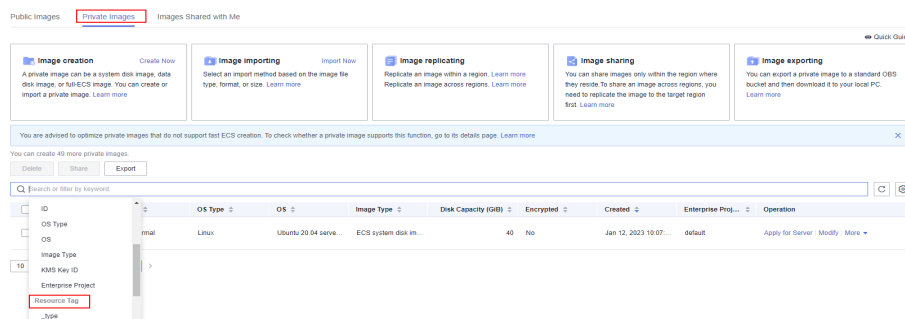 Public Images Private Images Images Shared with Me
Quick Guid
Image creation Create Now
A private image can be a system disk image, data
disk image, or full-ECS image. You can create or
import a private image. Learn more
Image importing Import Now
Select an import method based on the image file
type, format, or size. Learn more
Image replicating
Replicate an image within a region. Learn more
Replicate an image across regions. Learn more
Image sharing
You can share images only within the region where
they reside.To share an image across regions, you
need to replicate the image to the target region
first. Learn more
Image exporting
You can export a private image to a standard OBS
bucket and then download it to your local PC.
Learn more
You are advised to optimize private images that do not support fast ECS creation. To check whether a private image supports this function, go to its details page. Learn more
You can create 49 more private images.
Delete Share Export
Search or filter by keyword.
OS Type OS Image Type Disk Capacity (GiB) Encrypted Created Enterprise Proj... Operation
rmal Linux Ubuntu 20.04 serve... ECS system disk im... 40 No Jan 12, 2023 10:07:... default Apply for Server Modify More
10
ID
OS Type
OS
Image Type
KMS Key ID
Enterprise Project
Resource Tag
_type